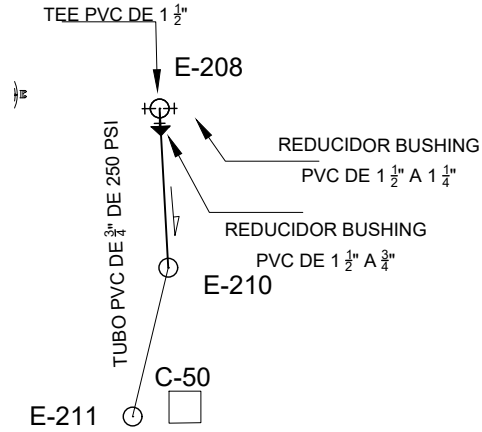 TEE PVC DE 1 1/2"
E-208
REDUCIDOR BUSHING
PVC DE 1 1/2" A 1 1/4"
REDUCIDOR BUSHING
PVC DE 1 1/2" A 3/4"
TUBO PVC DE 3/4" DE 250 PSI
E-210
C-50
E-211